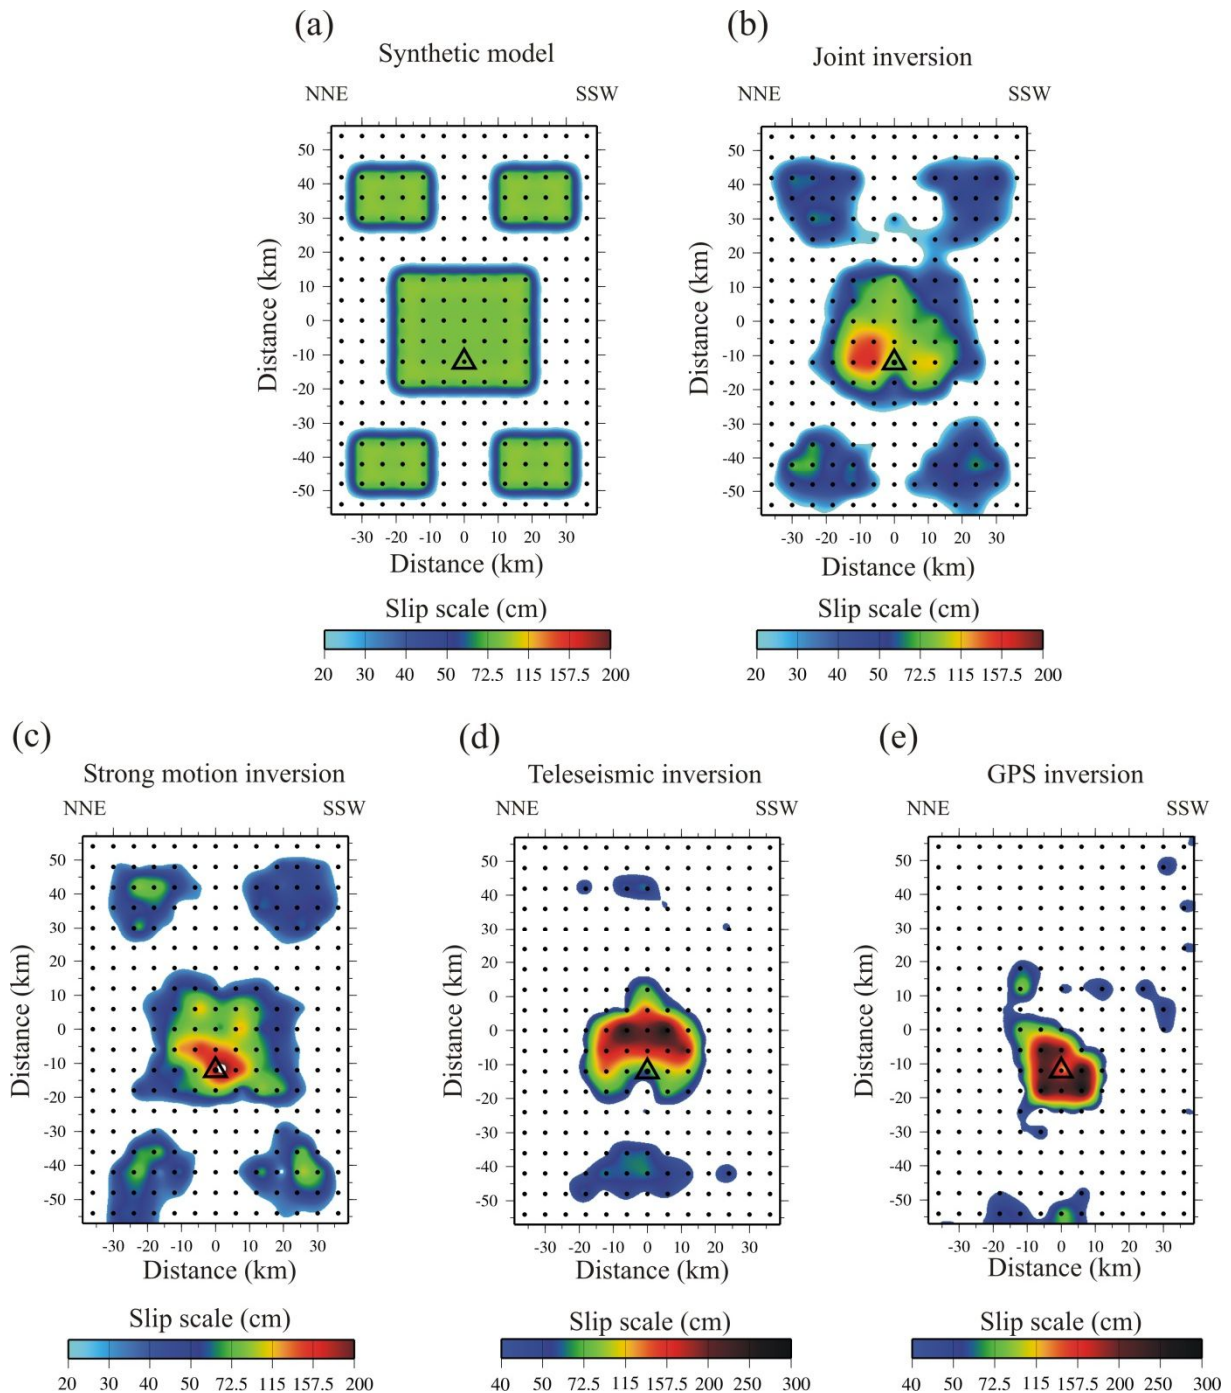 (a)
Synthetic model
NNE SSW
50
40
30
20
10
0
-10
-20
-30
-40
-50
Distance (km)
-30 -20 -10 0 10 20 30
Distance (km)
Slip scale (cm)
20 30 40 50 72.5 115 157.5 200
(b)
Joint inversion
NNE SSW
50
40
30
20
10
0
-10
-20
-30
-40
-50
Distance (km)
-30 -20 -10 0 10 20 30
Distance (km)
Slip scale (cm)
20 30 40 50 72.5 115 157.5 200
(c)
Strong motion inversion
NNE SSW
50
40
30
20
10
0
-10
-20
-30
-40
-50
Distance (km)
-30 -20 -10 0 10 20 30
Distance (km)
Slip scale (cm)
20 30 40 50 72.5 115 157.5 200
(d)
Teleseismic inversion
NNE SSW
50
40
30
20
10
0
-10
-20
-30
-40
-50
Distance (km)
-30 -20 -10 0 10 20 30
Distance (km)
Slip scale (cm)
40 50 72.5 115 157.5 200 250 300
(e)
GPS inversion
NNE SSW
50
40
30
20
10
0
-10
-20
-30
-40
-50
Distance (km)
-30 -20 -10 0 10 20 30
Distance (km)
Slip scale (cm)
40 50 72.5 115 157.5 200 250 300